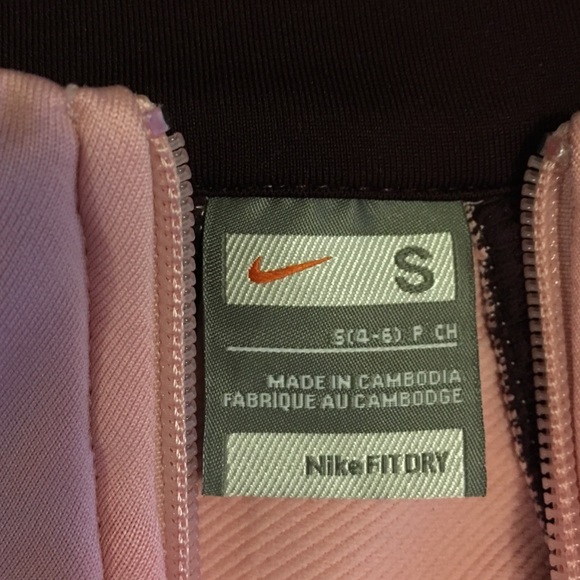 S
S(4-6) P CH
MADE IN CAMBODIA
FABRIQUE AU CAMBODGE
Nike FIT DRY